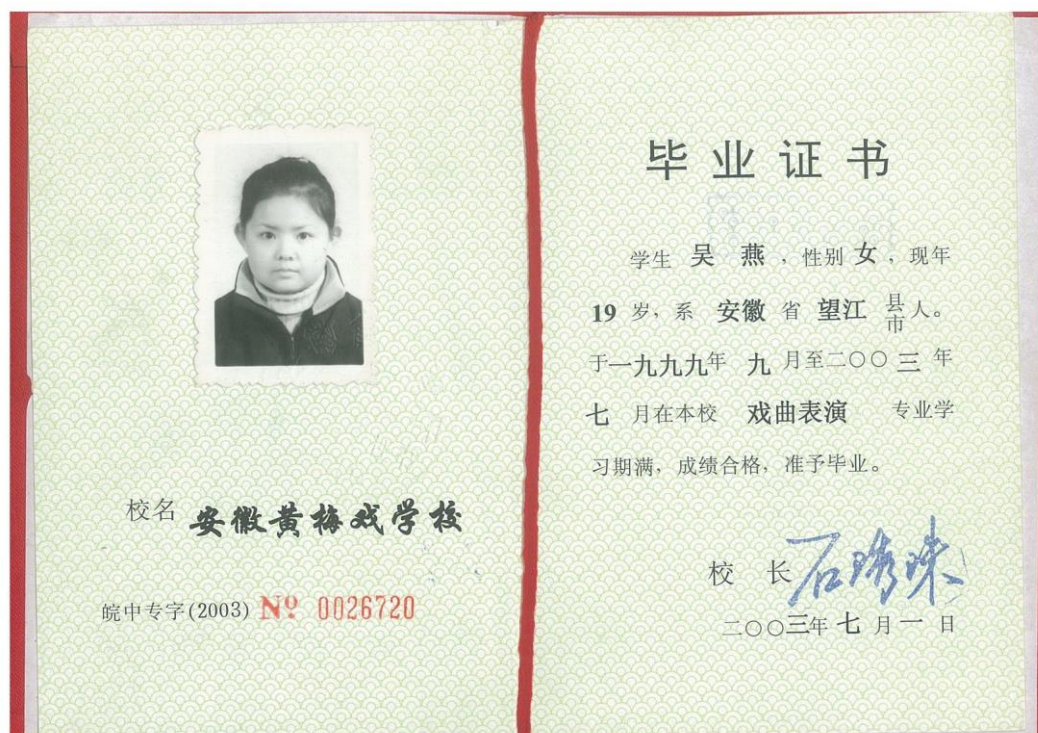 校名 安徽黄梅戏学校
皖中专字(2003) № 0026720
毕业证书
学生 吴燕，性别 女，现年
19 岁，系 安徽 省 望江 县市人。
于一九九九年 九 月至二〇〇三年
七 月在本校 戏曲表演 专业学
习期满，成绩合格，准予毕业。
校长 石琇珠
二〇〇三年七月一日